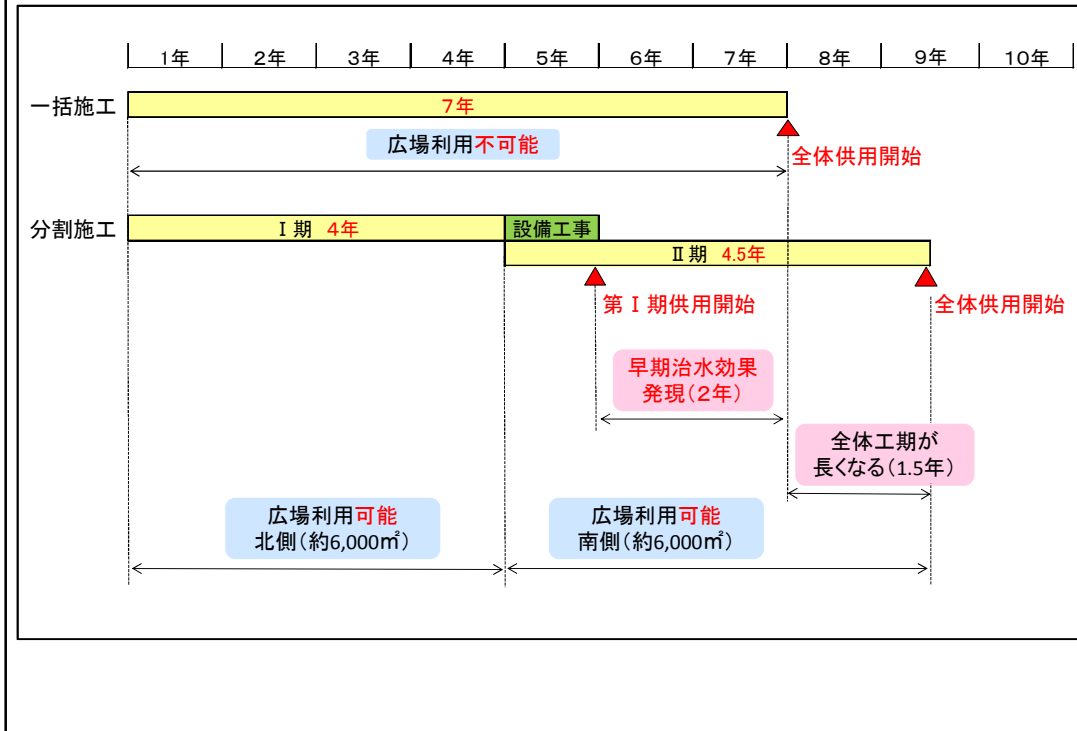 1年 2年 3年 4年 5年 6年 7年 8年 9年 10年
一括施工
7年
広場利用不可能
全体供用開始
分割施工
Ⅰ期 4年
設備工事
Ⅱ期 4.5年
第Ⅰ期供用開始
全体供用開始
早期治水効果
発現(2年)
全体工期が
長くなる(1.5年)
広場利用可能
北側(約6,000㎡)
広場利用可能
南側(約6,000㎡)